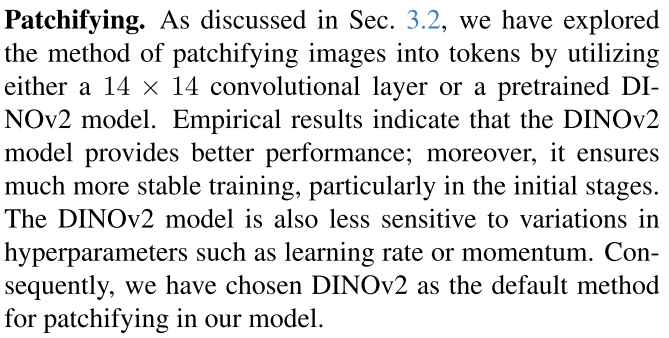 Patchifying. As discussed in Sec. 3.2, we have explored
the method of patchifying images into tokens by utilizing
either a 14 × 14 convolutional layer or a pretrained DI-
NOv2 model. Empirical results indicate that the DINOv2
model provides better performance; moreover, it ensures
much more stable training, particularly in the initial stages.
The DINOv2 model is also less sensitive to variations in
hyperparameters such as learning rate or momentum. Con-
sequently, we have chosen DINOv2 as the default method
for patchifying in our model.